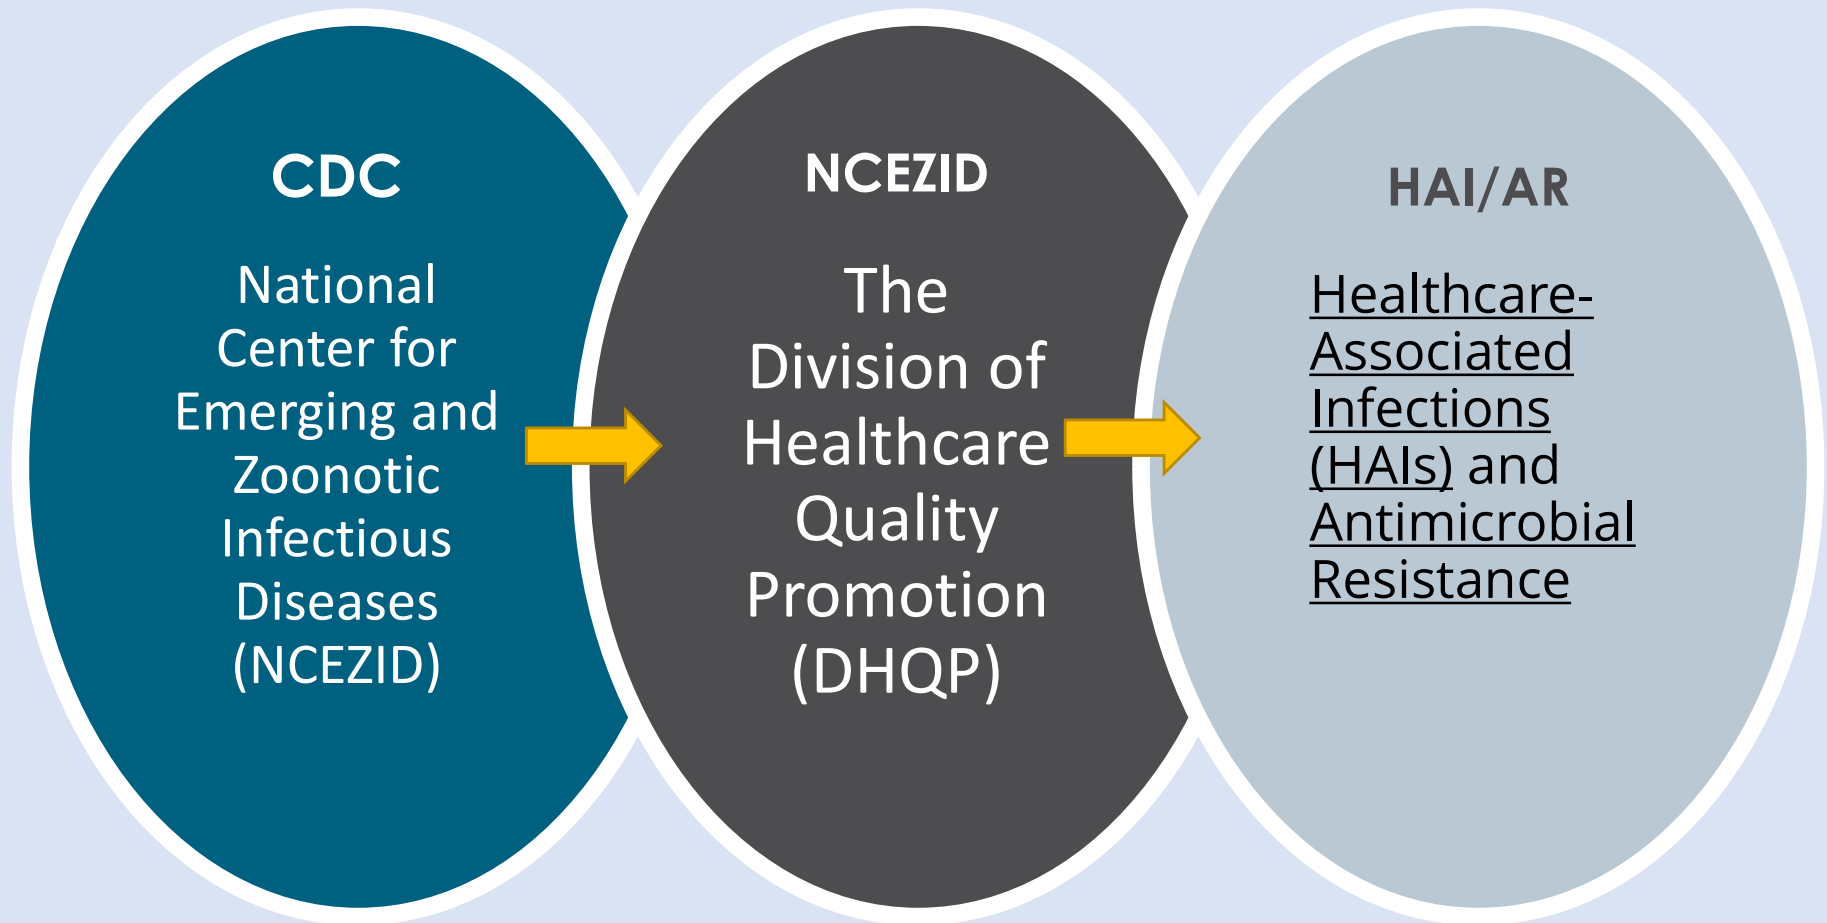 CDC
National
Center for
Emerging and
Zoonotic
Infectious
Diseases
(NCEZID)
NCEZID
The
Division of
Healthcare
Quality
Promotion
(DHQP)
HAI/AR
Healthcare-
Associated
Infections
(HAIs) and
Antimicrobial
Resistance